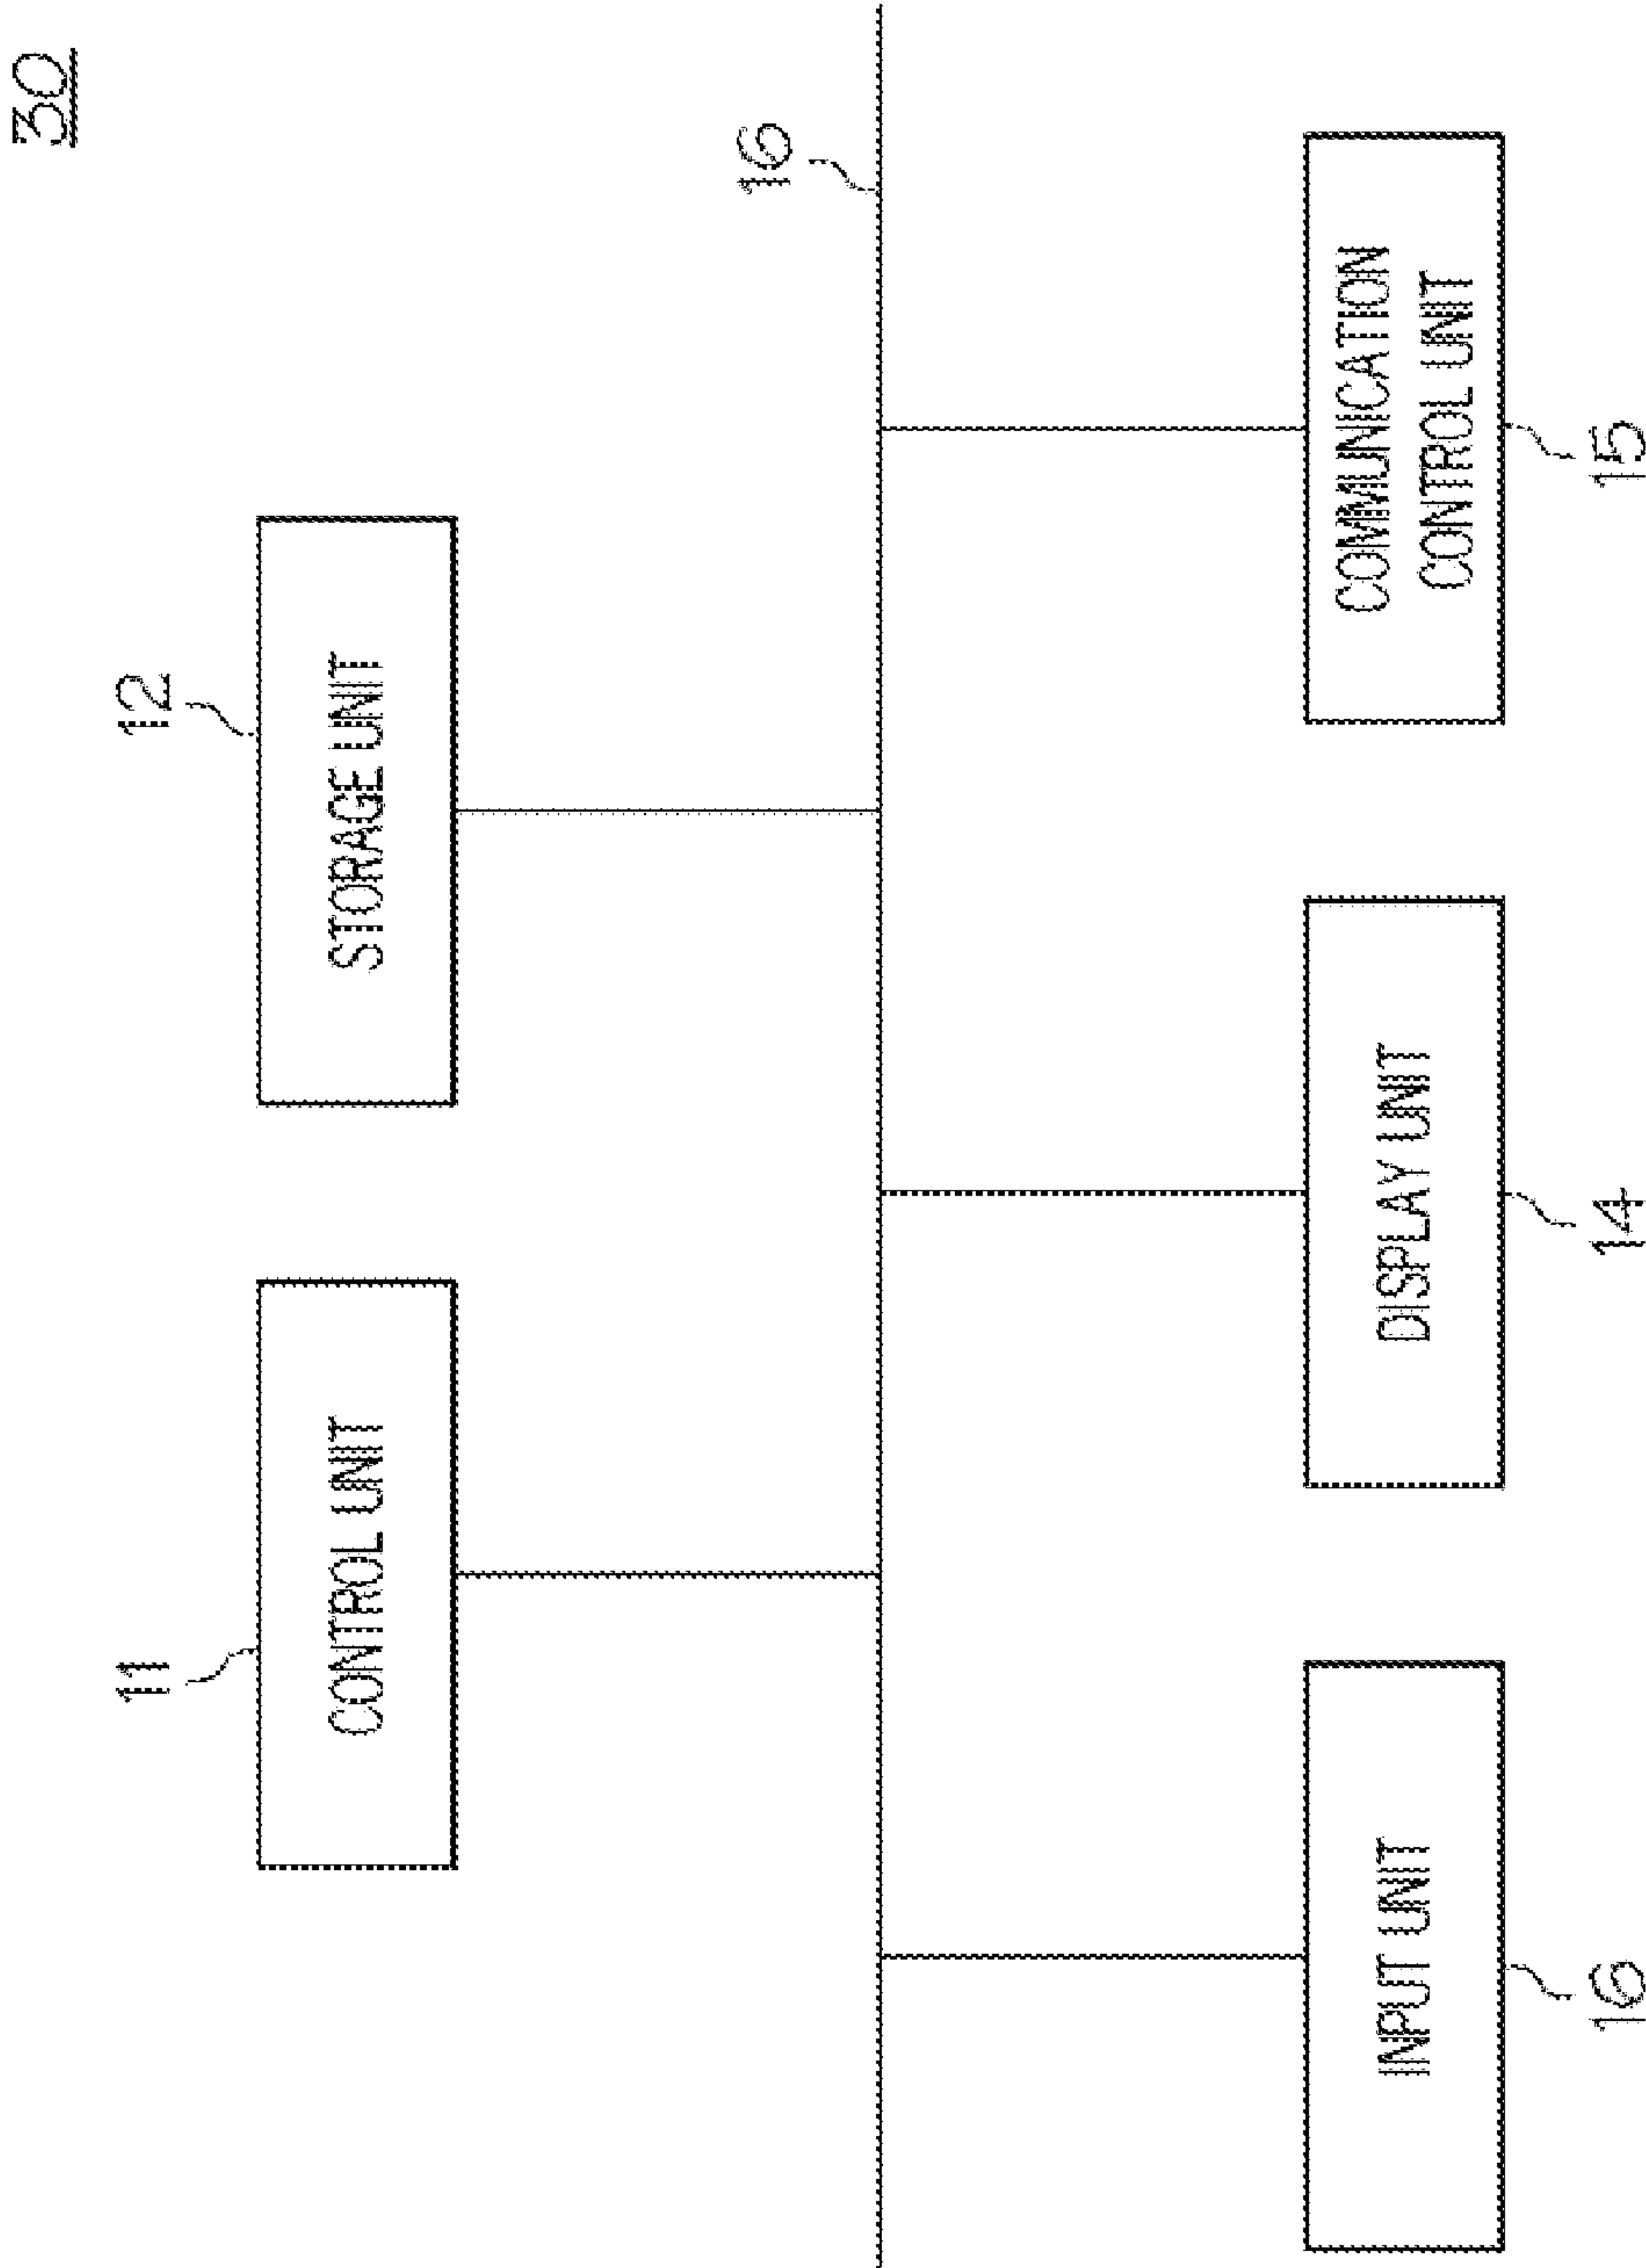 30
11
12
CONTROL UNIT
STORAGE UNIT
16
INPUT UNIT
DISPLAY UNIT
COMMUNICATION
CONTROL UNIT
16
14
15